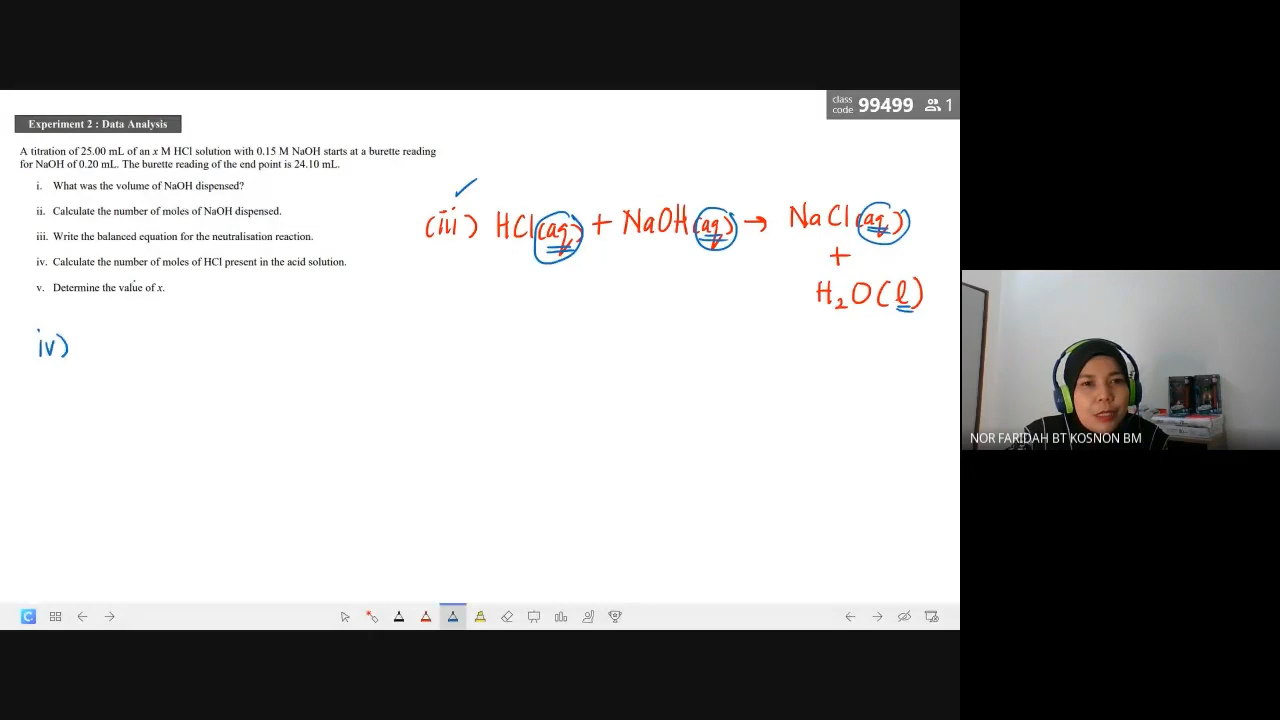 class code 99499 1
Experiment 2 : Data Analysis
A titration of 25.00 mL of an x M HCl solution with 0.15 M NaOH starts at a burette reading
for NaOH of 0.20 mL. The burette reading of the end point is 24.10 mL.
i. What was the volume of NaOH dispensed?
ii. Calculate the number of moles of NaOH dispensed.
iii. Write the balanced equation for the neutralisation reaction.
iv. Calculate the number of moles of HCl present in the acid solution.
v. Determine the value of x.
(iii) HCl(aq) + NaOH(aq) → NaCl(aq)
+
H₂O(l)
iv)
NOR FARIDAH BT KOSNON BM
C